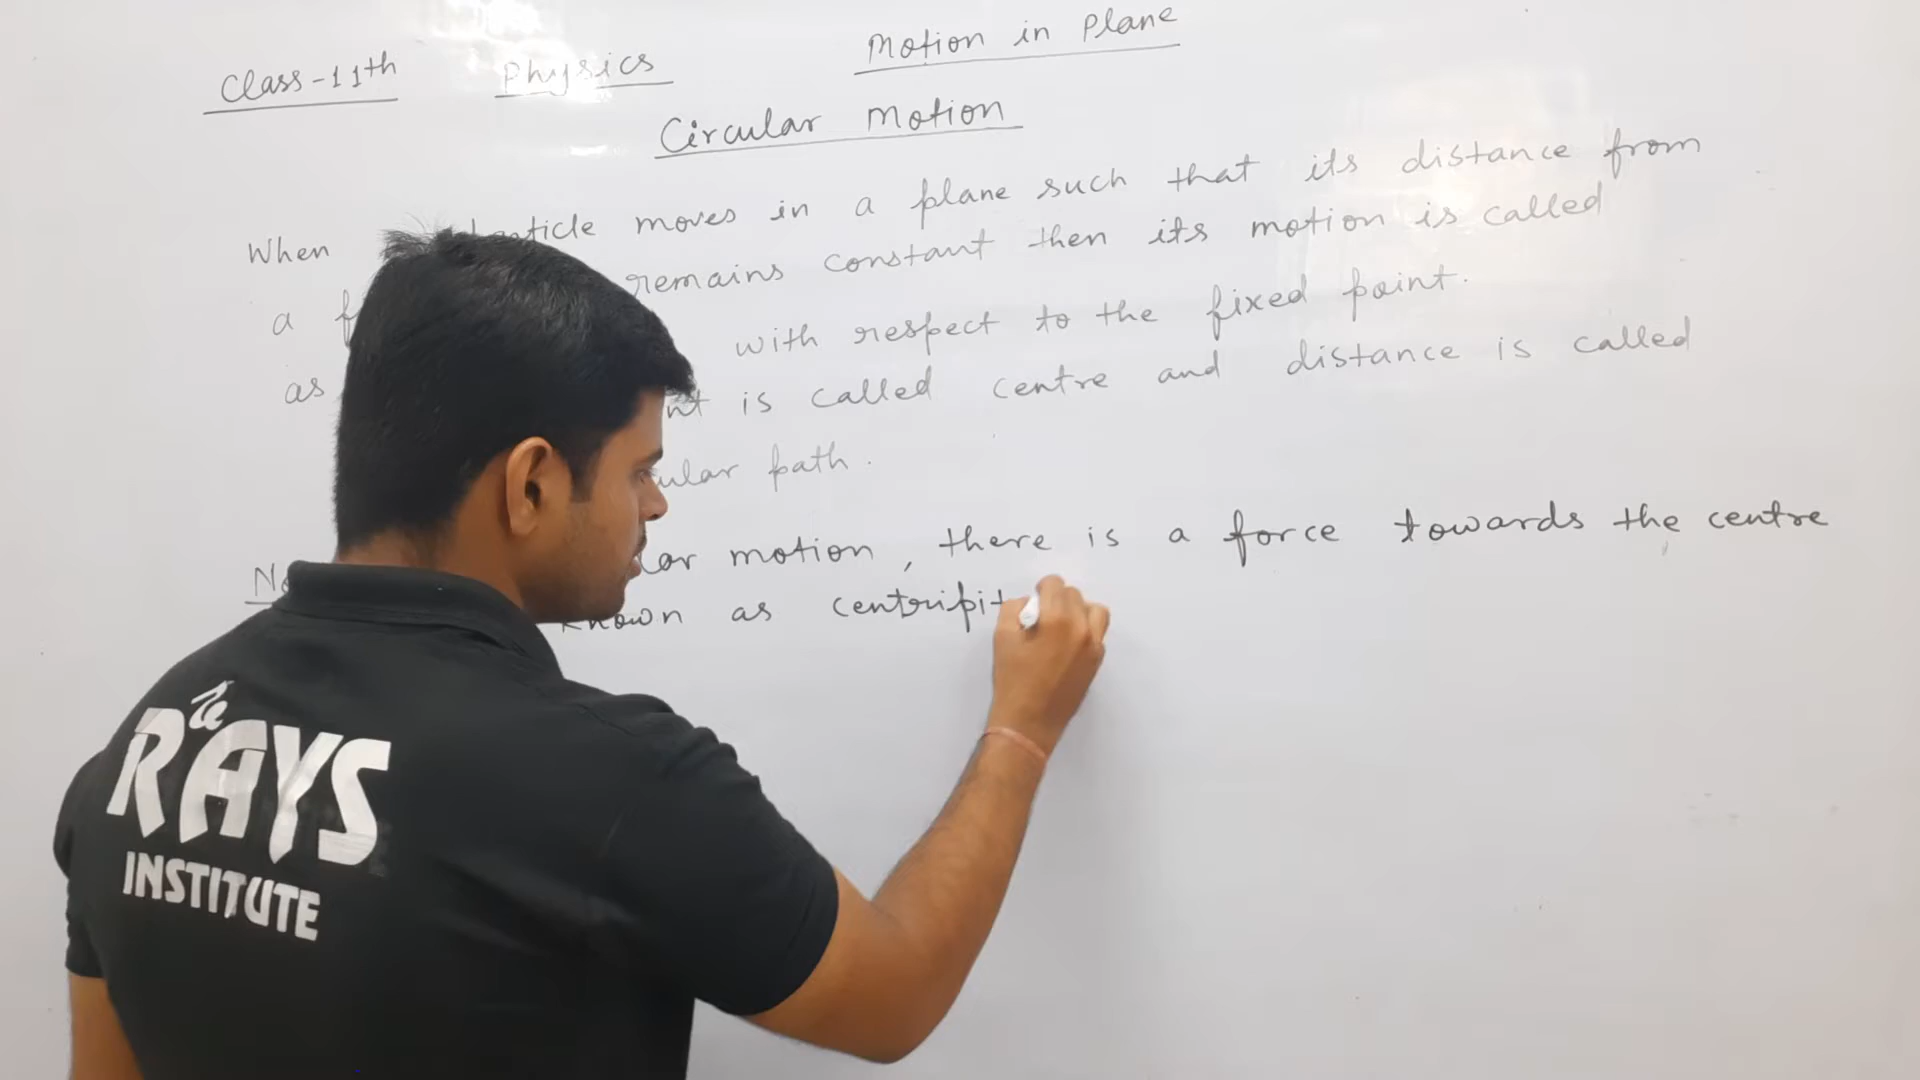 Class-11th Physics Motion in Plane
Circular Motion
When moves in a plane such that its distance from
a remains constant then its motion is called
as with respect to the fixed point.
is called centre and distance is called
path.
motion, there is a force towards the centre
known as centripit
The
RAYS
INSTITUTE